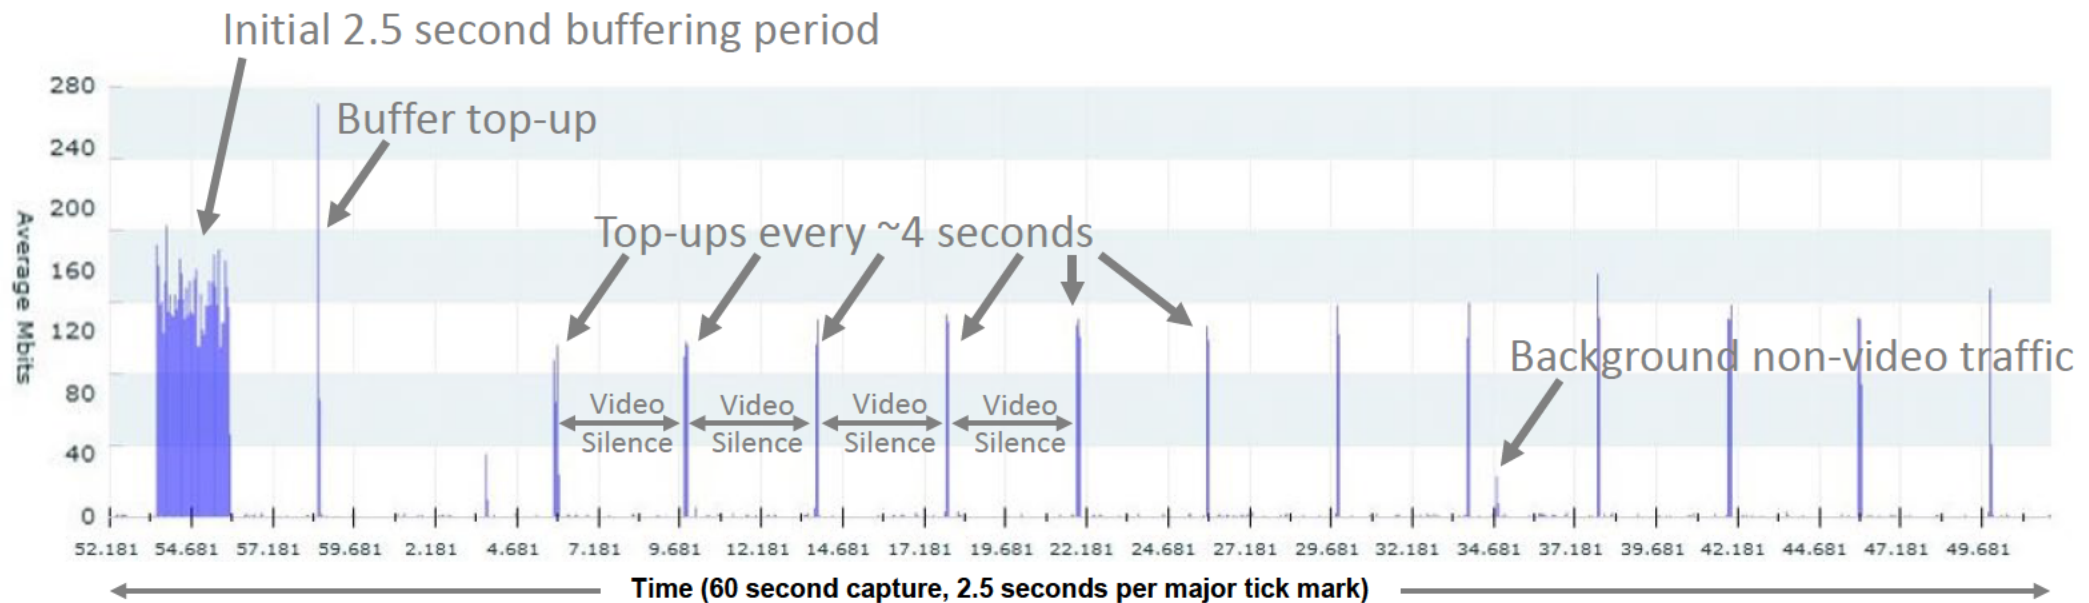 Initial 2.5 second buffering period
Buffer top-up
Top-ups every ~4 seconds
Background non-video traffic
Video
Silence
Video
Silence
Video
Silence
Video
Silence
Average Mbits
280
240
200
160
120
80
40
0
52.181 54.681 57.181 59.681 2.181 4.681 7.181 9.681 12.181 14.681 17.181 19.681 22.181 24.681 27.181 29.681 32.181 34.681 37.181 39.681 42.181 44.681 47.181 49.681
Time (60 second capture, 2.5 seconds per major tick mark)